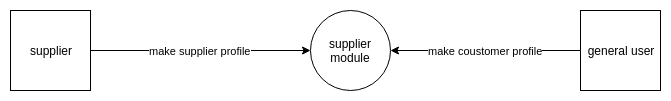 supplier
make supplier profile
supplier
module
make coustomer profile
general user